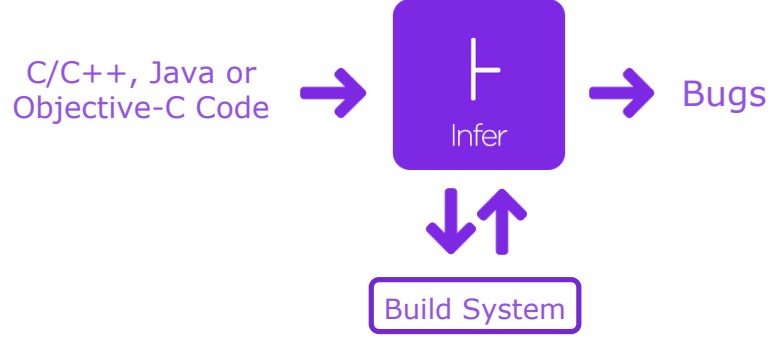 C/C++, Java or
Objective-C Code
Infer
Bugs
Build System